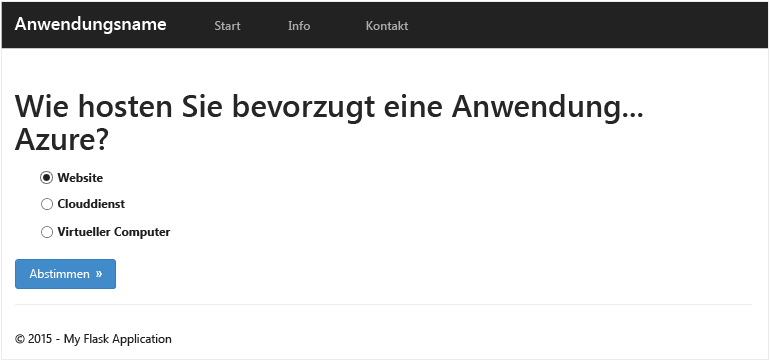 Anwendungsname Start Info Kontakt
Wie hosten Sie bevorzugt eine Anwendung...
Azure?
Website
Clouddienst
Virtueller Computer
Abstimmen »
© 2015 - My Flask Application